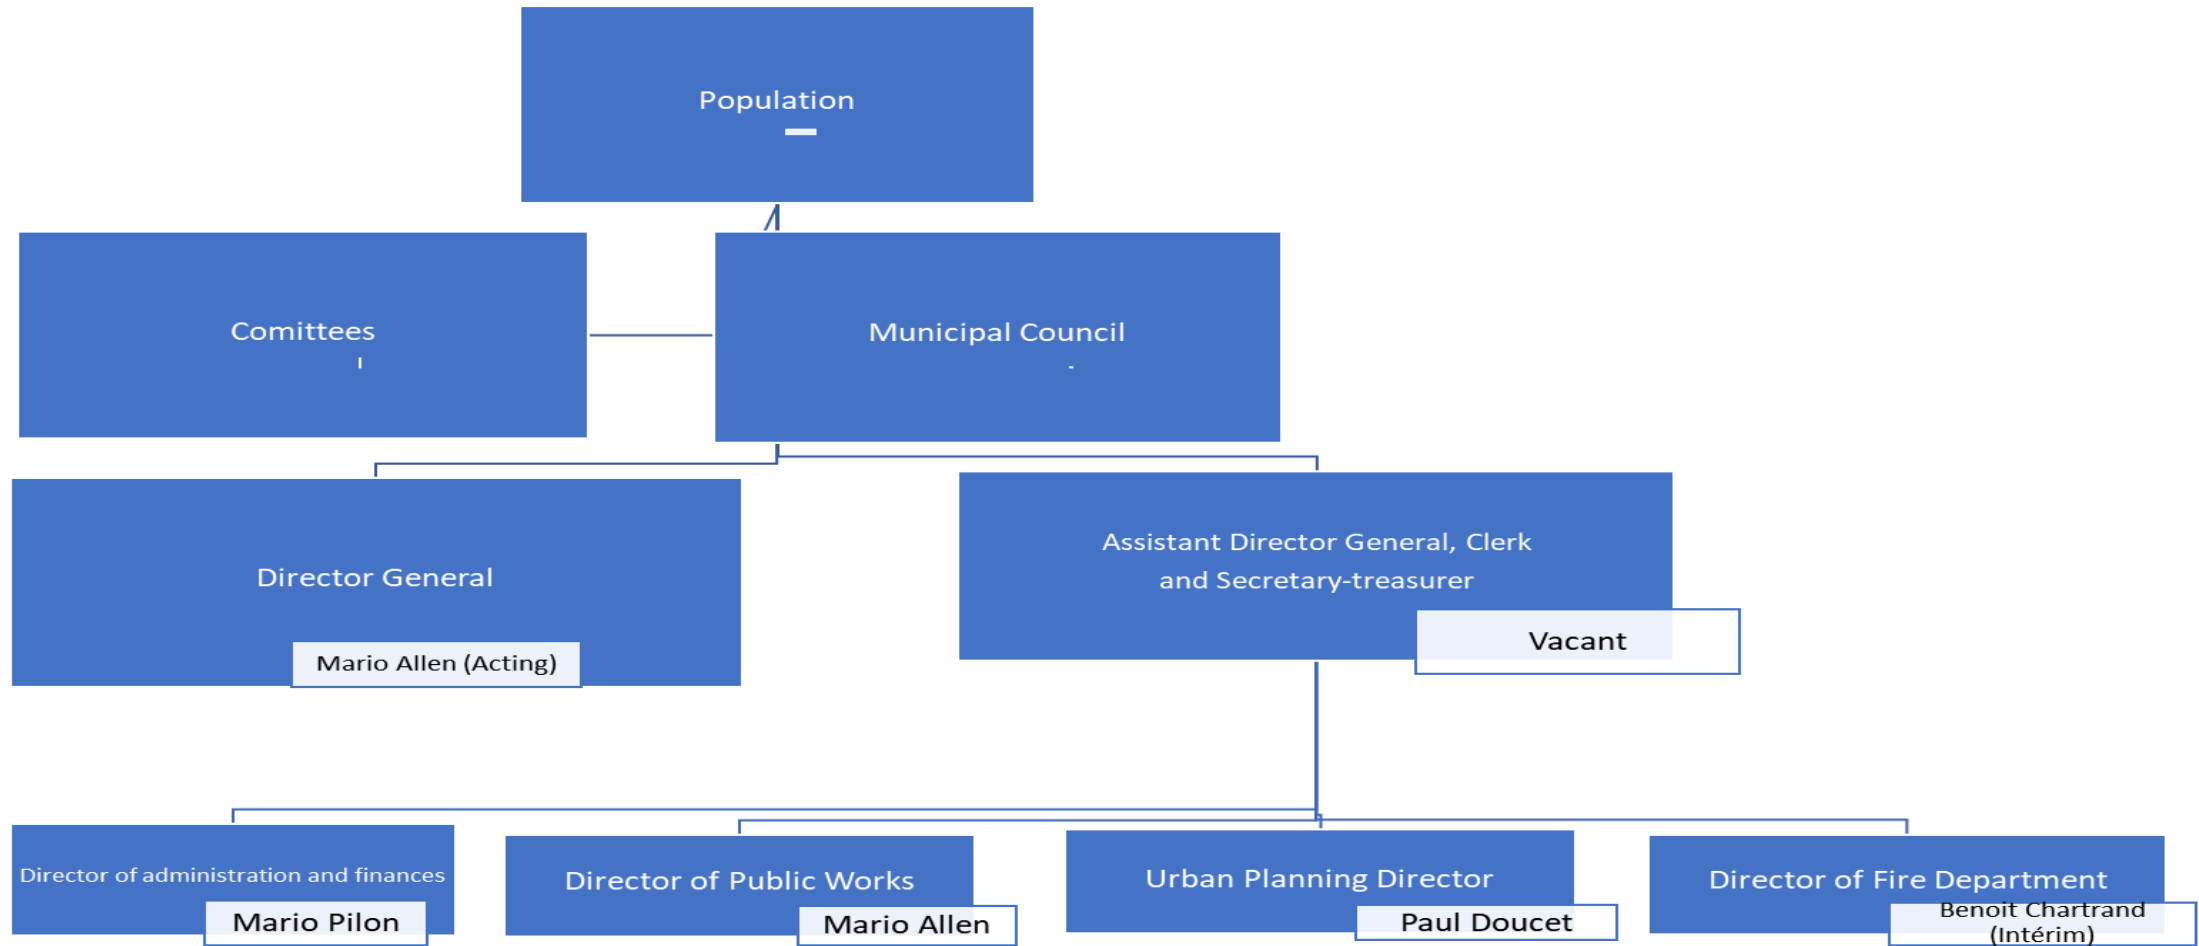 Population
Comittees
Municipal Council
Director General
Mario Allen (Acting)
Assistant Director General, Clerk
and Secretary-treasurer
Vacant
Director of administration and finances
Mario Pilon
Director of Public Works
Mario Allen
Urban Planning Director
Paul Doucet
Director of Fire Department
Benoit Chartrand
(Intérim)